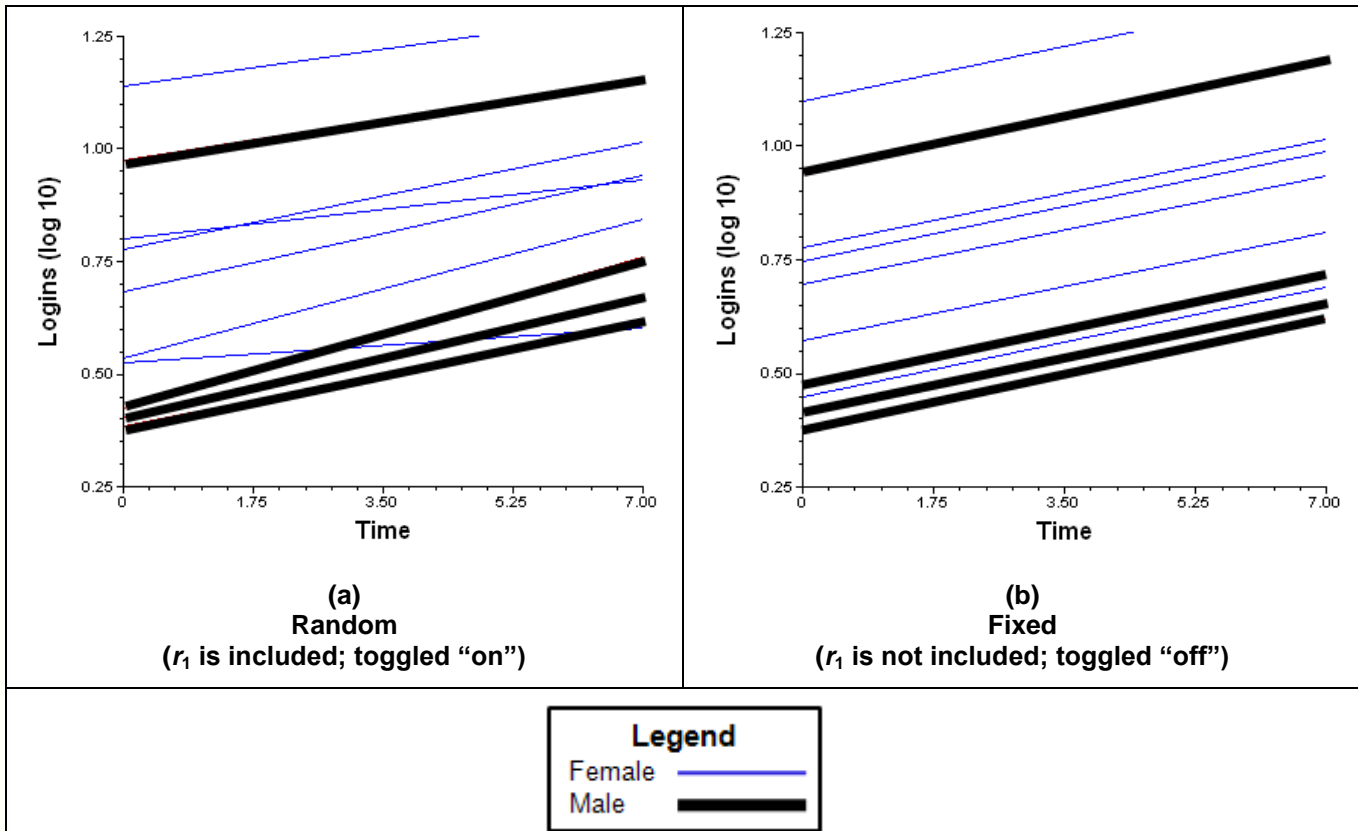 1.25
1.00
0.75
0.50
0.25
Logins (log 10)
0
1.75
3.50
5.25
7.00
Time
(a)
Random
(r₁ is included; toggled “on”)
1.25
1.00
0.75
0.50
0.25
Logins (log 10)
0
1.75
3.50
5.25
7.00
Time
(b)
Fixed
(r₁ is not included; toggled “off”)
Legend
Female
Male